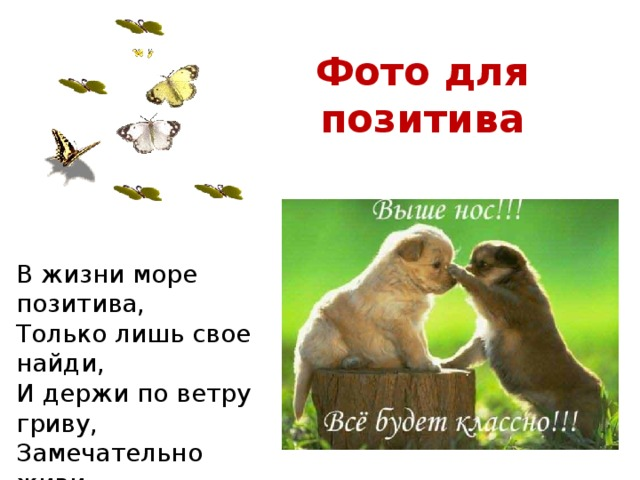 Фото для
позитива
Выше нос!!!
Всё будет классно!!!
В жизни море
позитива,
Только лишь свое
найди,
И держи по ветру
гриву,
Замечательно